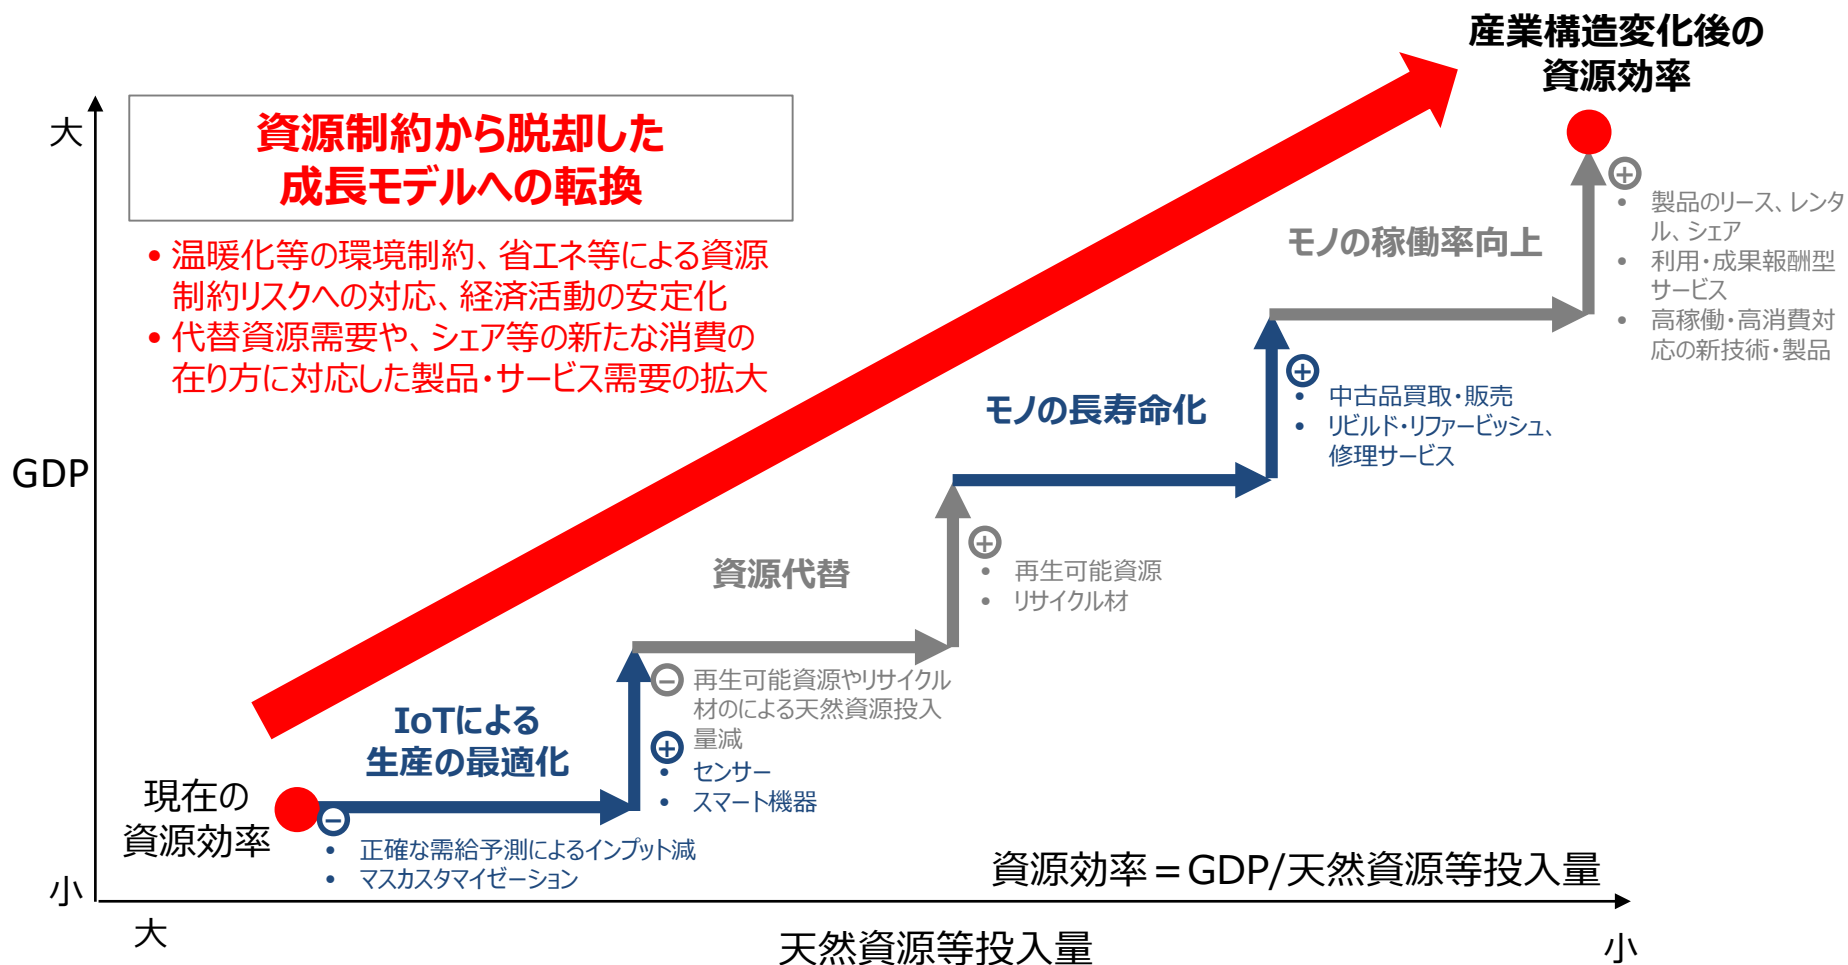 産業構造変化後の
資源効率
大
資源制約から脱却した
成長モデルへの転換
• 温暖化等の環境制約、省エネ等による資源
制約リスクへの対応、経済活動の安定化
• 代替資源需要や、シェア等の新たな消費の
在り方に対応した製品・サービス需要の拡大
モノの稼働率向上
+
• 製品のリース、レンタ
ル、シェア
• 利用・成果報酬型
サービス
• 高稼働・高消費対
応の新技術・製品
モノの長寿命化
+
• 中古品買取・販売
• リビルド・リファービッシュ、
修理サービス
GDP
資源代替
+
• 再生可能資源
• リサイクル材
− 再生可能資源やリサイクル
材のによる天然資源投入
量減
IoTによる
生産の最適化
+
• センサー
• スマート機器
現在の
資源効率
−
• 正確な需給予測によるインプット減
• マスカスタマイゼーション
資源効率＝GDP/天然資源等投入量
小
大
天然資源等投入量
小